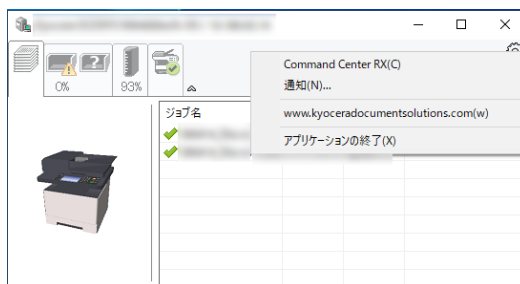 0%
93%
Command Center RX(C)
通知(N)...
www.kyoceradocumentsolutions.com(w)
アプリケーションの終了(X)
ジョブ名